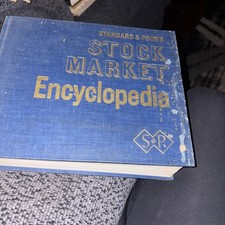 STANDARD & POOR'S
STOCK
MARKET
Encyclopedia
S&P